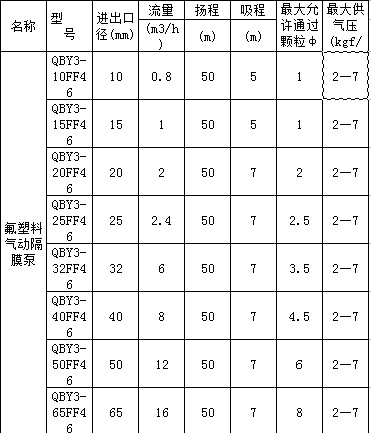 名称 型号 进出口径(mm) 流量(m3/h) 扬程(m) 吸程(m) 最大允许通过颗粒φ 最大供气压(kgf/
氟塑料气动隔膜泵
QBY3-10FF46 10 0.8 50 5 1 2—7
QBY3-15FF46 15 1 50 5 1 2—7
QBY3-20FF46 20 2 50 7 2 2—7
QBY3-25FF46 25 2.4 50 7 2.5 2—7
QBY3-32FF46 32 6 50 7 3.5 2—7
QBY3-40FF46 40 8 50 7 4.5 2—7
QBY3-50FF46 50 12 50 7 6 2—7
QBY3-65FF46 65 16 50 7 8 2—7